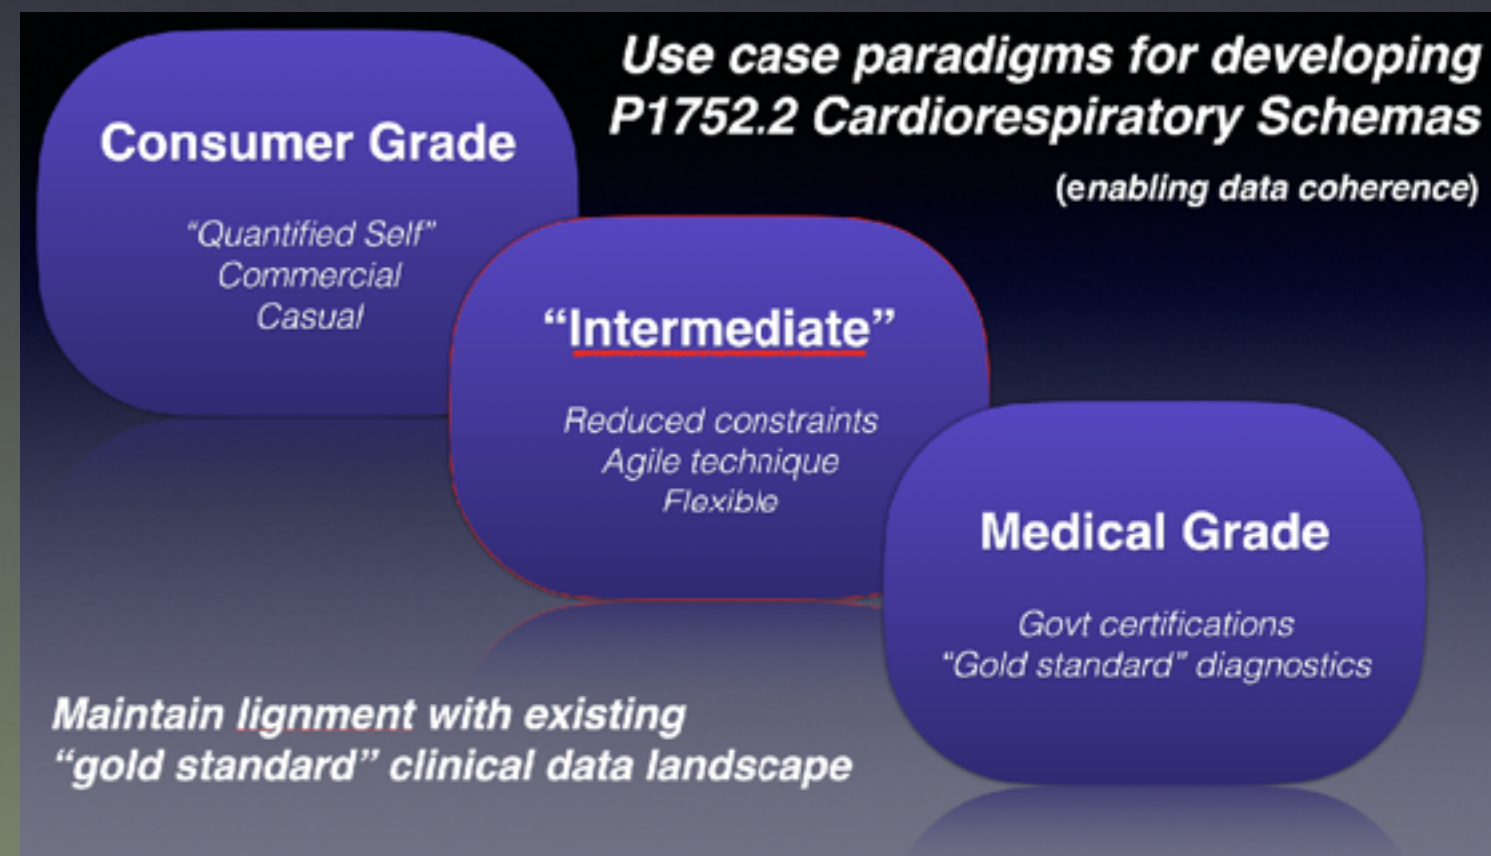 Use case paradigms for developing
P1752.2 Cardiorespiratory Schemas
(enabling data coherence)
Consumer Grade
“Quantified Self”
Commercial
Casual
“Intermediate”
Reduced constraints
Agile technique
Flexible
Medical Grade
Govt certifications
“Gold standard” diagnostics
Maintain lignment with existing
“gold standard” clinical data landscape